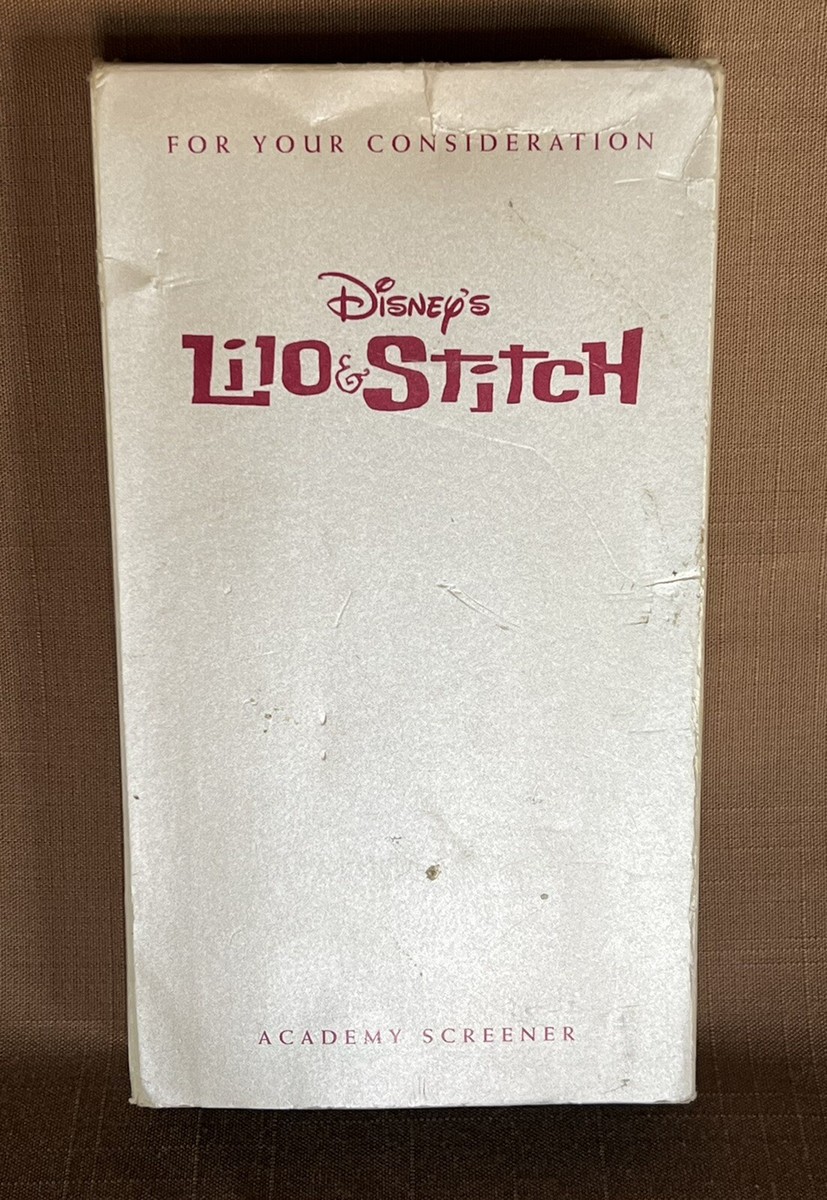 FOR YOUR CONSIDERATION
DISNEY'S
LILO & STITCH
ACADEMY SCREENER